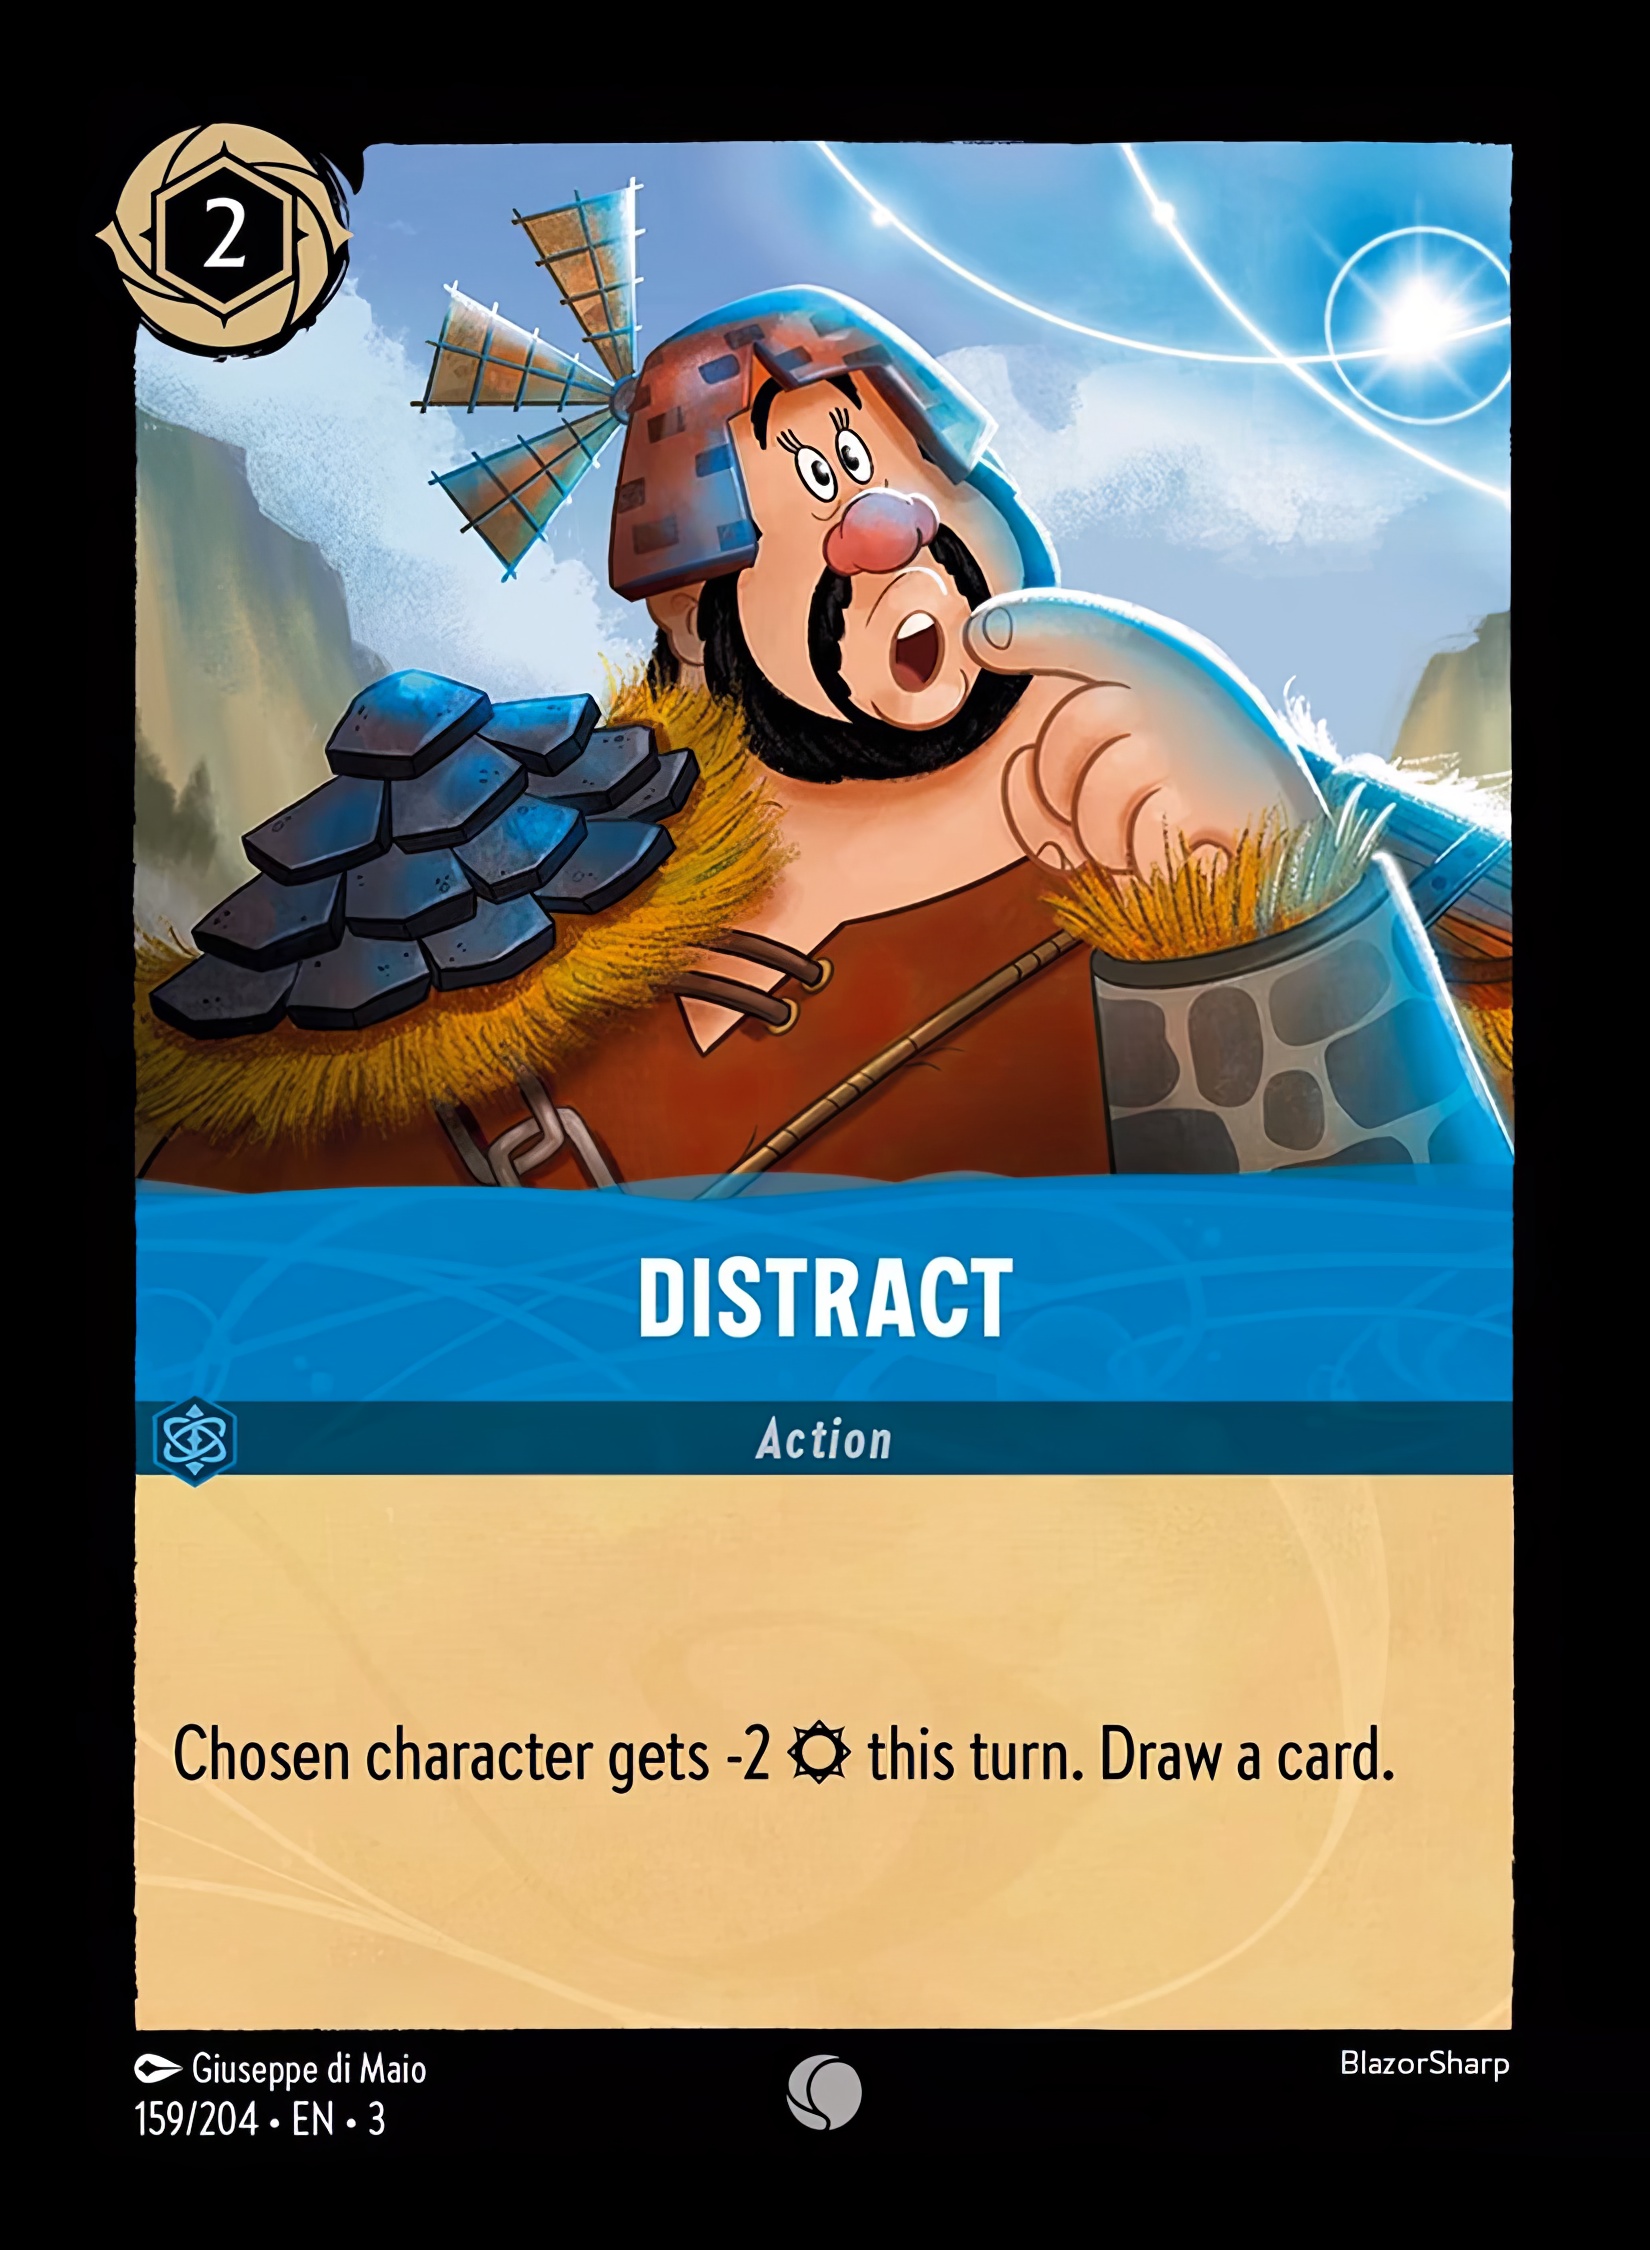 2
DISTRACT
Action
Chosen character gets -2 this turn. Draw a card.
Giuseppe di Maio
BlazorSharp
159/204 • EN • 3